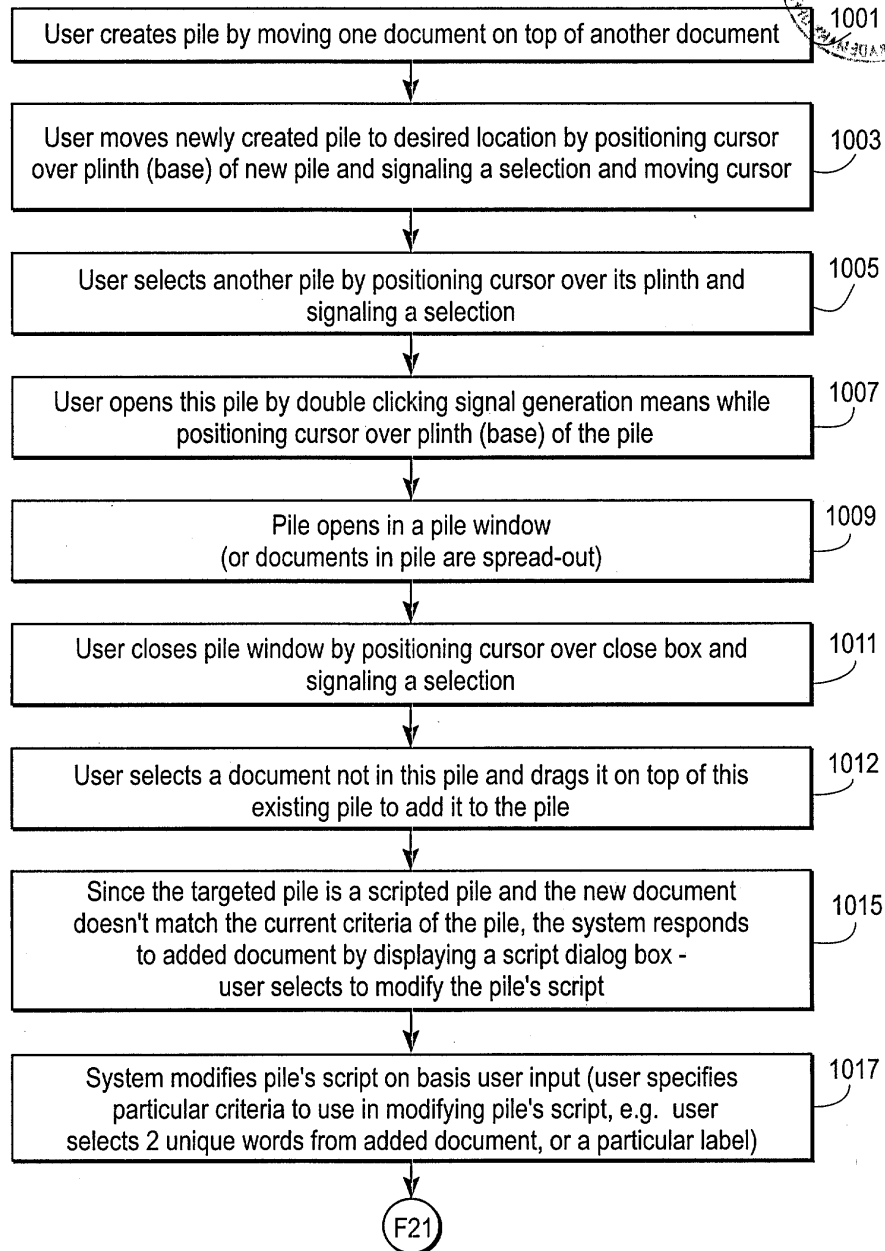 User creates pile by moving one document on top of another document
1001
User moves newly created pile to desired location by positioning cursor
over plinth (base) of new pile and signaling a selection and moving cursor
1003
User selects another pile by positioning cursor over its plinth and
signaling a selection
1005
User opens this pile by double clicking signal generation means while
positioning cursor over plinth (base) of the pile
1007
Pile opens in a pile window
(or documents in pile are spread-out)
1009
User closes pile window by positioning cursor over close box and
signaling a selection
1011
User selects a document not in this pile and drags it on top of this
existing pile to add it to the pile
1012
Since the targeted pile is a scripted pile and the new document
doesn't match the current criteria of the pile, the system responds
to added document by displaying a script dialog box -
user selects to modify the pile's script
1015
System modifies pile's script on basis user input (user specifies
particular criteria to use in modifying pile's script, e.g. user
selects 2 unique words from added document, or a particular label)
1017
F21